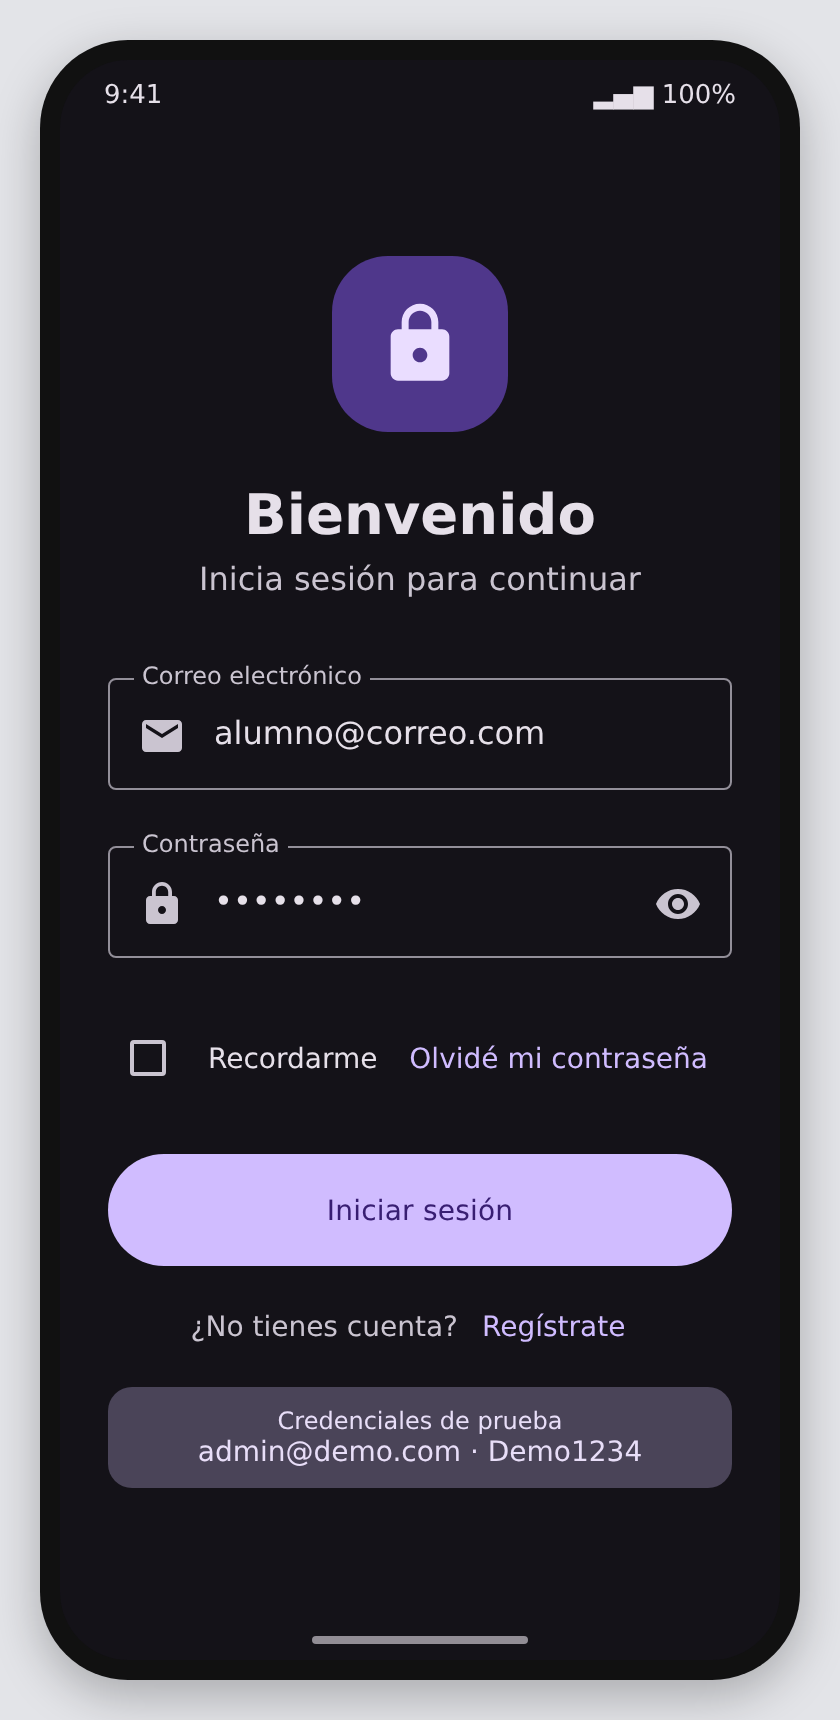 9:41 100%
Bienvenido
Inicia sesión para continuar
Correo electrónico
alumno@correo.com
Contraseña
••••••••
Recordarme Olvidé mi contraseña
Iniciar sesión
¿No tienes cuenta? Regístrate
Credenciales de prueba
admin@demo.com · Demo1234